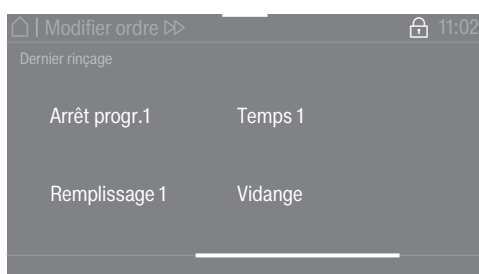 | Modifier ordre 11:02
Dernier rinçage
Arrêt progr.1 Temps 1
Remplissage 1 Vidange